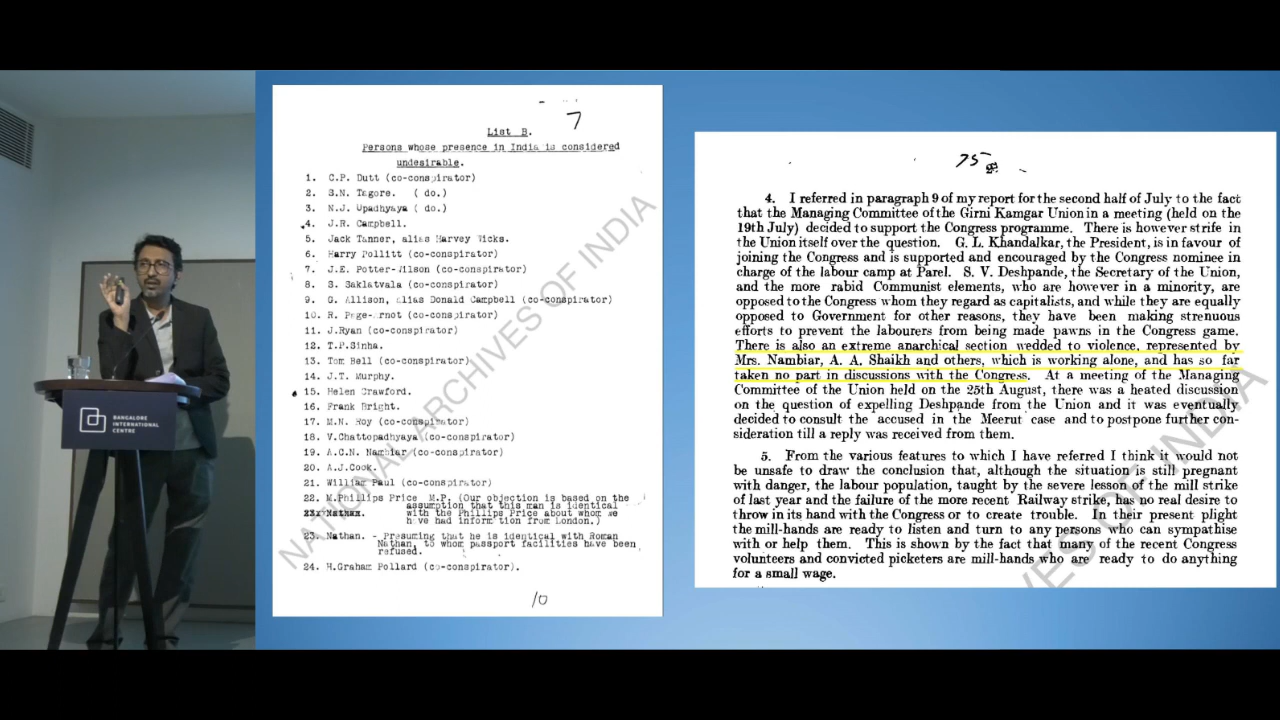 BANGALORE
INTERNATIONAL
CENTRE
7
List B.
Persons whose presence in India is considered
undesirable.
1. C.P. Dutt (co-conspirator)
2. S.N. Tagore. ( do.)
3. N.J. Upadhyaya ( do.)
4. J.R. Campbell.
5. Jack Tanner, alias Harvey Wicks.
6. Harry Pollitt (co-conspirator)
7. J.E. Potter-Wilson (co-conspirator)
8. S. Saklatvala (co-conspirator)
9. G. Allison, alias Donald Campbell (co-conspirator)
10. R. Page-Arnot (co-conspirator)
11. J.Ryan (co-conspirator)
12. T.P.Sinha.
13. Tom Bell (co-conspirator)
14. J.T. Murphy.
15. Helen Crawford.
16. Frank Bright.
17. M.N. Roy (co-conspirator)
18. V.Chattopadhyaya (co-conspirator)
19. A.C.N. Nambiar (co-conspirator)
20. A.J.Cook.
21. William Paul (co-conspirator)
22. M.Phillips Price M.P. (Our objection is based on the
assumption that this man is identical
23. Nathan. with the Phillips Price about whom we
have had information from London.)
23. Nathan. - Presuming that he is identical with Roman
Nathan, to whom passport facilities have been
refused.
24. H.Graham Pollard (co-conspirator).
10
NATIONAL ARCHIVES OF INDIA
75
4. I referred in paragraph 9 of my report for the second half of July to the fact
that the Managing Committee of the Girni Kamgar Union in a meeting (held on the
19th July) decided to support the Congress programme. There is however strife in
the Union itself over the question. G. L. Khandalkar, the President, is in favour of
joining the Congress and is supported and encouraged by the Congress nominee in
charge of the labour camp at Parel. S. V. Deshpande, the Secretary of the Union,
and the more rabid Communist elements, who are however in a minority, are
opposed to the Congress whom they regard as capitalists, and while they are equally
opposed to Government for other reasons, they have been making strenuous
efforts to prevent the labourers from being made pawns in the Congress game.
There is also an extreme anarchical section wedded to violence, represented by
Mrs. Nambiar, A. A. Shaikh and others, which is working alone, and has so far
taken no part in discussions with the Congress. At a meeting of the Managing
Committee of the Union held on the 25th August, there was a heated discussion
on the question of expelling Deshpande from the Union and it was eventually
decided to consult the accused in the Meerut case and to postpone further con-
sideration till a reply was received from them.
5. From the various features to which I have referred I think it would not
be unsafe to draw the conclusion that, although the situation is still pregnant
with danger, the labour population, taught by the severe lesson of the mill strike
of last year and the failure of the more recent Railway strike, has no real desire to
throw in its hand with the Congress or to create trouble. In their present plight
the mill-hands are ready to listen and turn to any persons who can sympathise
with or help them. This is shown by the fact that many of the recent Congress
volunteers and convicted picketers are mill-hands who are ready to do anything
for a small wage.
VES OF INDIA